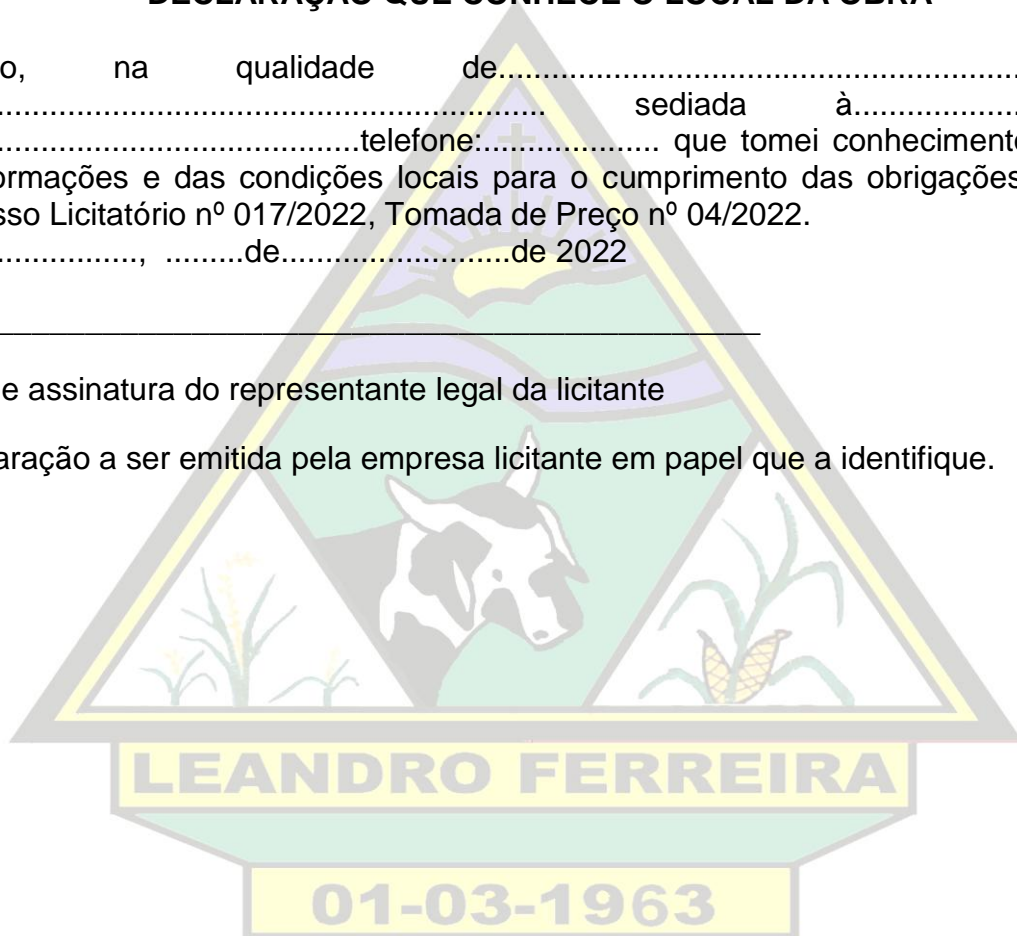 DECLARAÇÃO QUE CONHECE O LOCAL DA OBRA
o, na qualidade de..........................................................
.............................................................. sediada à...................
.........................................telefone:.................... que tomei conhecimento
ormações e das condições locais para o cumprimento das obrigações
sso Licitatório nº 017/2022, Tomada de Preço nº 04/2022.
................, .........de..........................de 2022
____________________________________________
e assinatura do representante legal da licitante
aração a ser emitida pela empresa licitante em papel que a identifique.
LEANDRO FERREIRA
01-03-1963